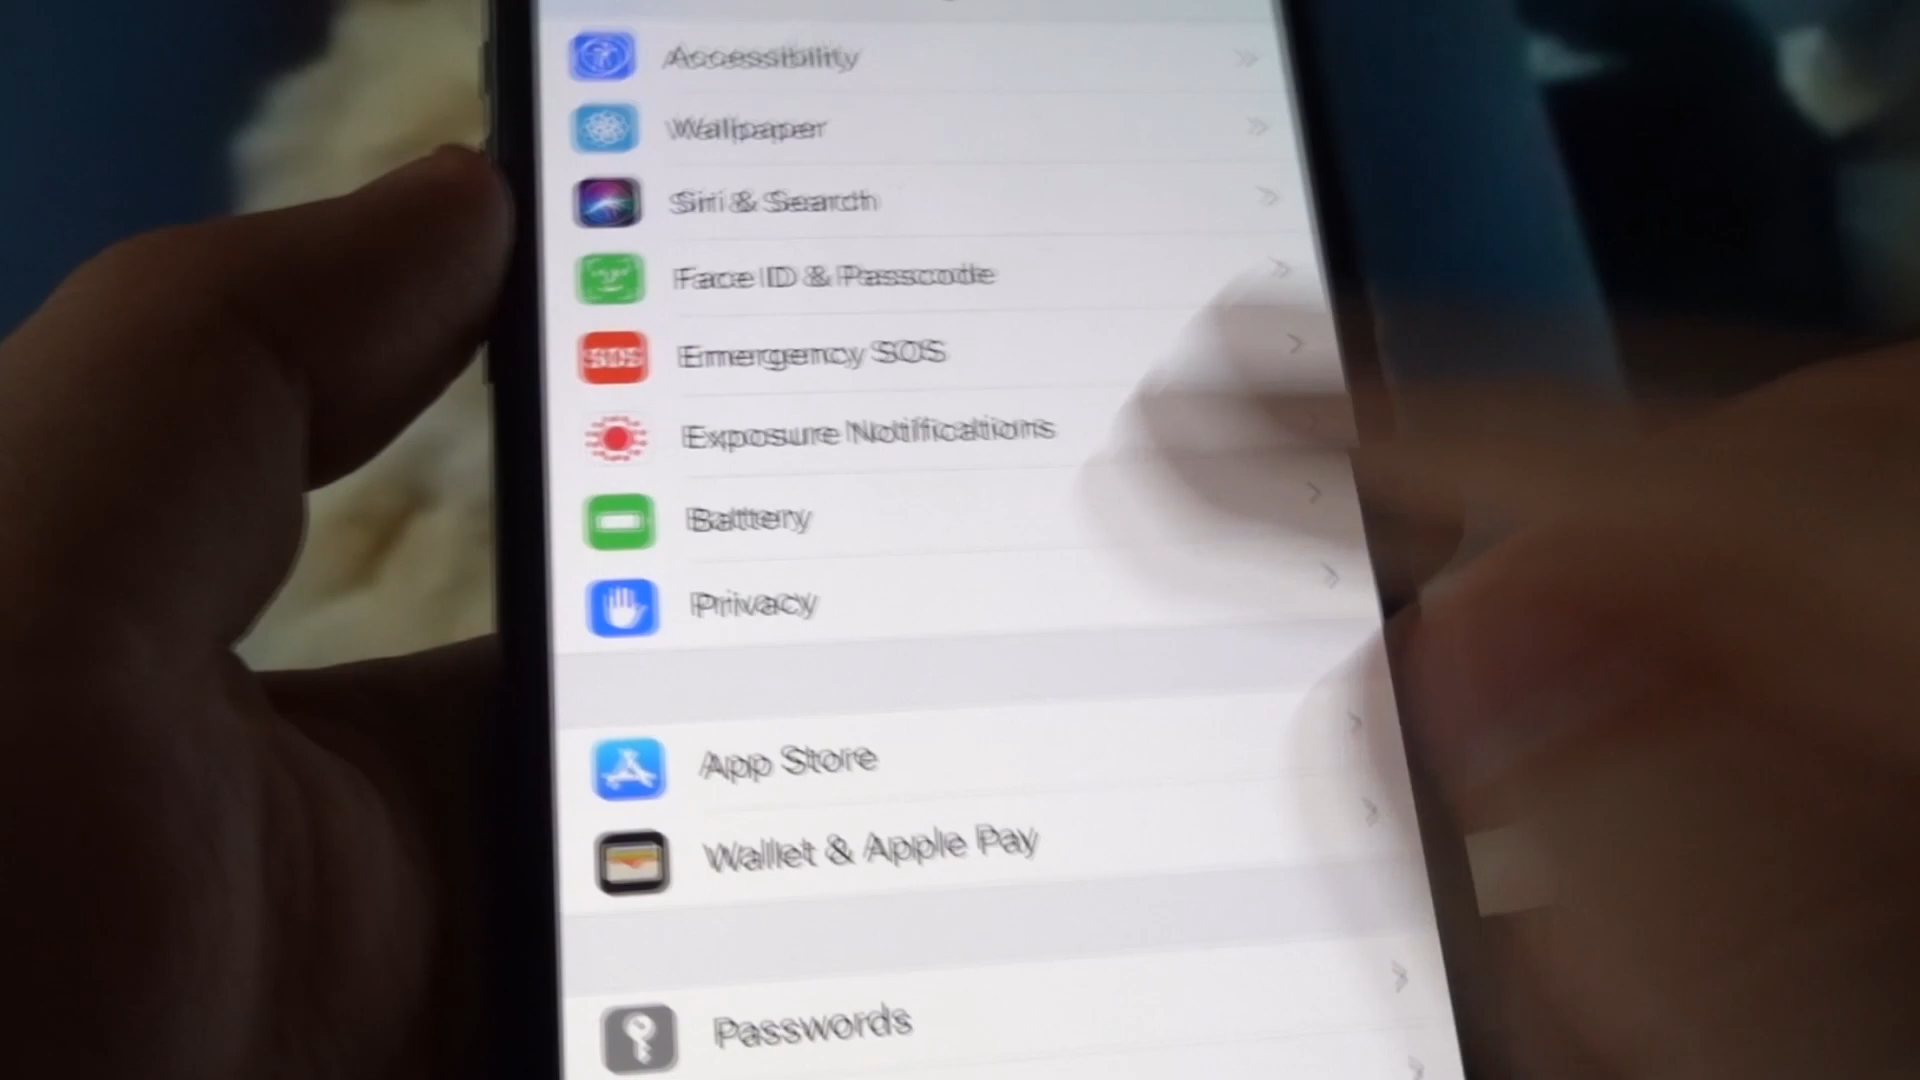 Accessibility
Wallpaper
Siri & Search
Face ID & Passcode
SOS Emergency SOS
Exposure Notifications
Battery
Privacy
App Store
Wallet & Apple Pay
Passwords